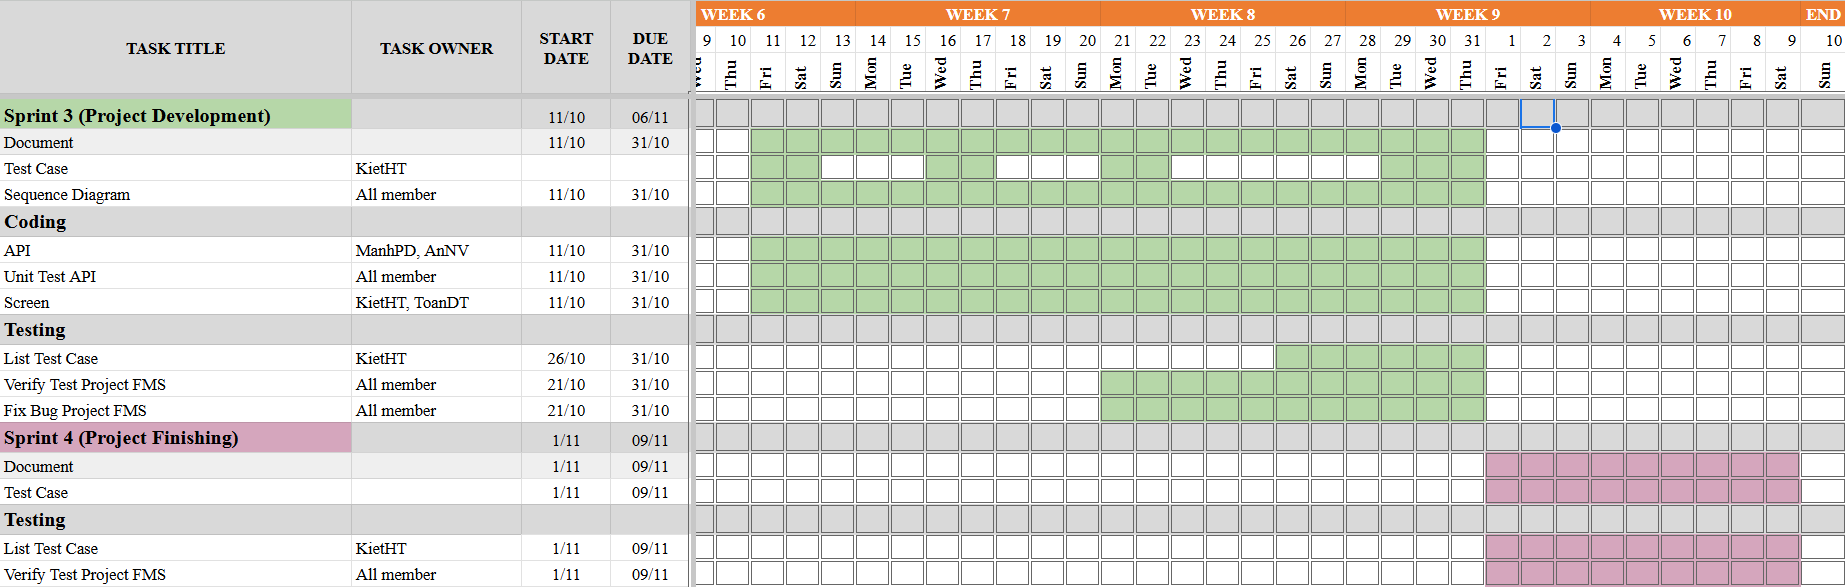 WEEK 6 WEEK 7 WEEK 8 WEEK 9 WEEK 10 END
TASK TITLE TASK OWNER START DATE DUE DATE
9 10 11 12 13 14 15 16 17 18 19 20 21 22 23 24 25 26 27 28 29 30 31 1 2 3 4 5 6 7 8 9 10
Wed Thu Fri Sat Sun Mon Tue Wed Thu Fri Sat Sun Mon Tue Wed Thu Fri Sat Sun Mon Tue Wed Thu Fri Sat Sun Mon Tue Wed Thu Fri Sat Sun
Sprint 3 (Project Development) 11/10 06/11
Document 11/10 31/10
Test Case KietHT
Sequence Diagram All member 11/10 31/10
Coding
API ManhPD, AnNV 11/10 31/10
Unit Test API All member 11/10 31/10
Screen KietHT, ToanDT 11/10 31/10
Testing
List Test Case KietHT 26/10 31/10
Verify Test Project FMS All member 21/10 31/10
Fix Bug Project FMS All member 21/10 31/10
Sprint 4 (Project Finishing) 1/11 09/11
Document 1/11 09/11
Test Case 1/11 09/11
Testing
List Test Case KietHT 1/11 09/11
Verify Test Project FMS All member 1/11 09/11